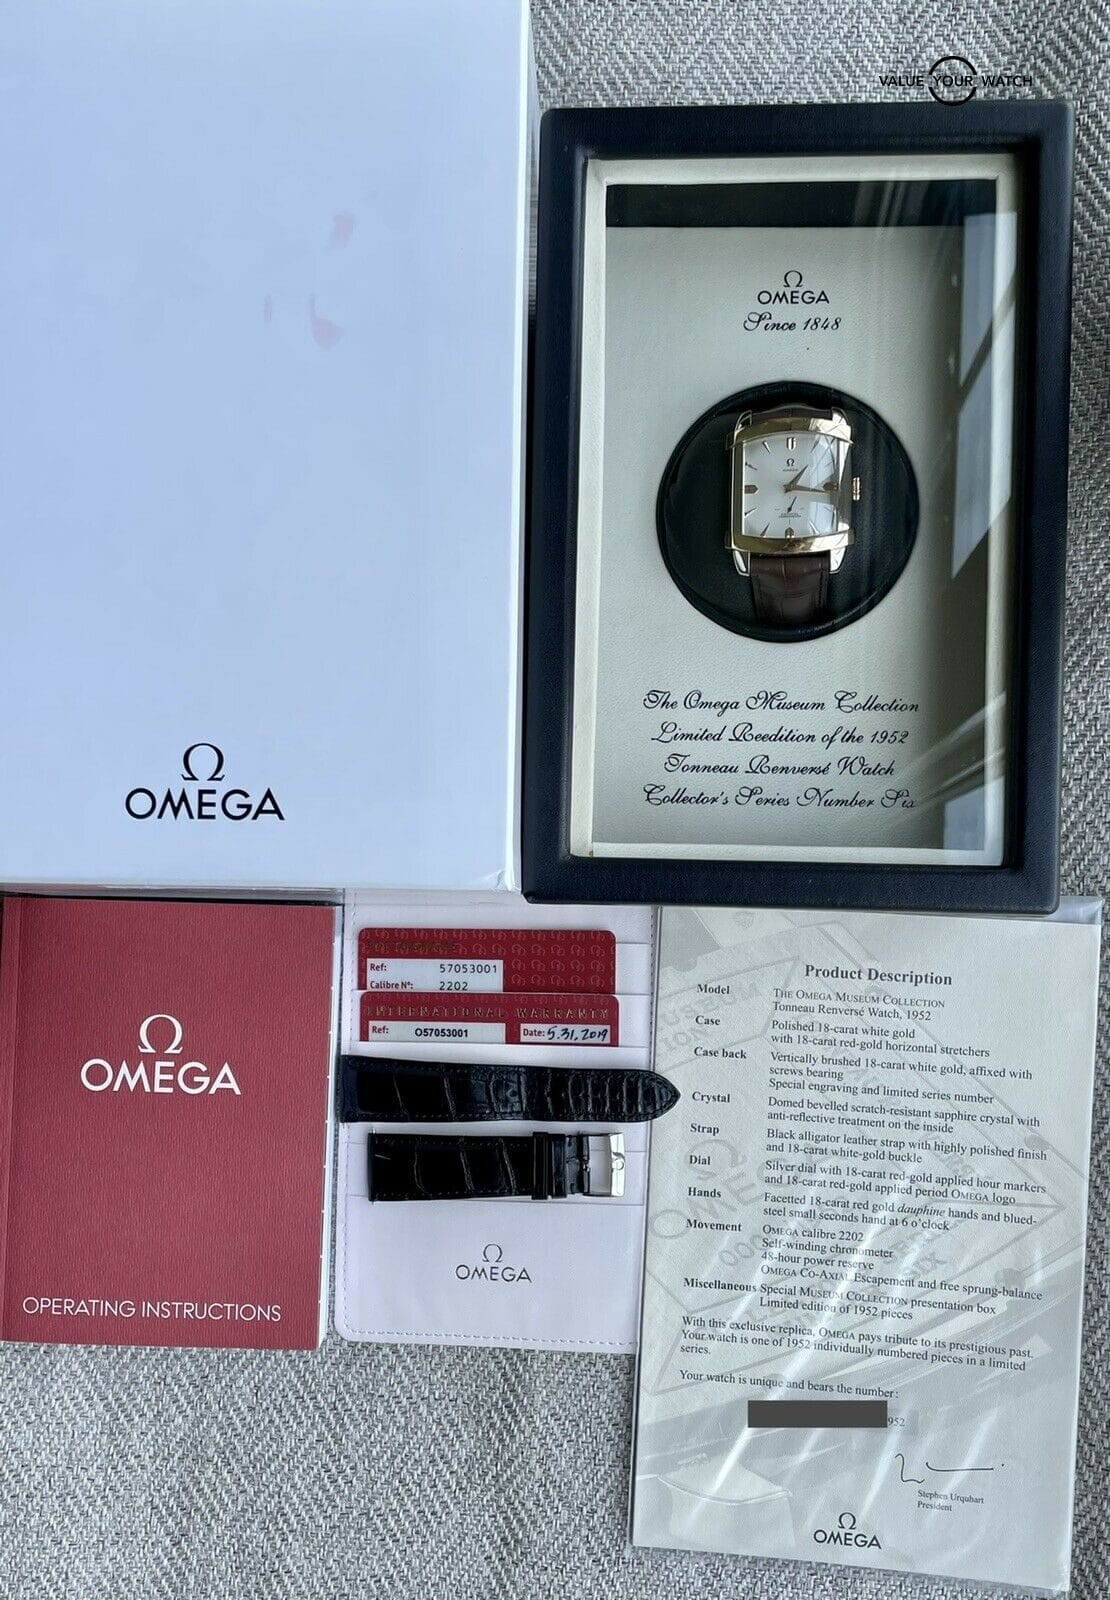 VALUE YOUR WATCH
Ω
OMEGA
Since 1848
Ω
OMEGA
The Omega Museum Collection
Limited Reedition of the 1952
Tonneau Renversé Watch
Collector's Series Number Six
Ω
OMEGA
Ω
OMEGA
OPERATING INSTRUCTIONS
Ref: 57053001
Calibre Nº: 2202
INTERNATIONAL WARRANTY
Ref: O57053001
Date: 5.31.2019
Ω
OMEGA
Product Description
Model THE OMEGA MUSEUM COLLECTION
Tonneau Renversé Watch, 1952
Case Polished 18-carat white gold
with 18-carat red-gold horizontal stretchers
Case back Vertically brushed 18-carat white gold, affixed with
screws bearing
Special engraving and limited series number
Crystal Domed bevelled scratch-resistant sapphire crystal with
anti-reflective treatment on the inside
Strap Black alligator leather strap with highly polished finish
and 18-carat white-gold buckle
Dial Silver dial with 18-carat red-gold applied hour markers
and 18-carat red-gold applied period OMEGA logo
Hands Facetted 18-carat red gold dauphine hands and blued-
steel small seconds hand at 6 o'clock
Movement OMEGA calibre 2202
Self-winding chronometer
48-hour power reserve
OMEGA CO-AXIAL Escapement and free sprung-balance
Miscellaneous Special MUSEUM COLLECTION presentation box
Limited edition of 1952 pieces
With this exclusive replica, OMEGA pays tribute to its prestigious past.
Your watch is one of 1952 individually numbered pieces in a limited
series.
Your watch is unique and bears the number:
952
Stephen Urquhart
President
Ω
OMEGA